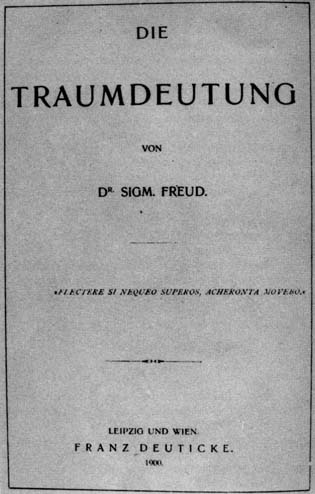 DIE
TRAUMDEUTUNG
VON
DR. SIGM. FREUD.
»FLECTERE SI NEQUEO SUPEROS, ACHERONTA MOVEBO.«
LEIPZIG UND WIEN.
FRANZ DEUTICKE.
1900.